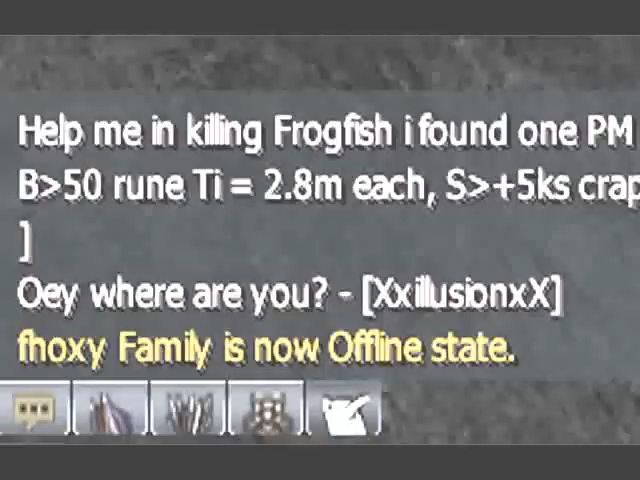 Help me in killing Frogfish i found one PM
B>50 rune Ti = 2.8m each, S>+5ks crap
]
Oey where are you? - [XxillusionxX]
fhoxy Family is now Offline state.